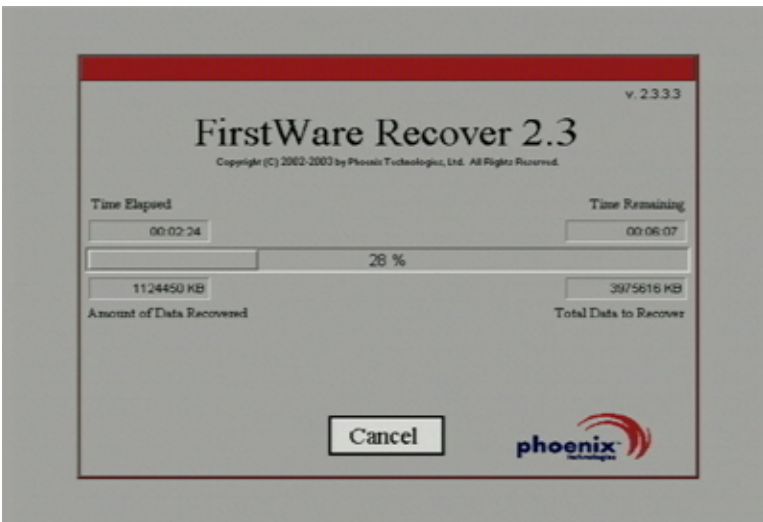 v. 2.3.3.3
FirstWare Recover 2.3
Copyright (C) 2002-2003 by Phoenix Technologies, Ltd. All Rights Reserved.
Time Elapsed
Time Remaining
00:02:24
00:06:07
28 %
1124450 KB
3975616 KB
Amount of Data Recovered
Total Data to Recover
Cancel
phoenix
technologies